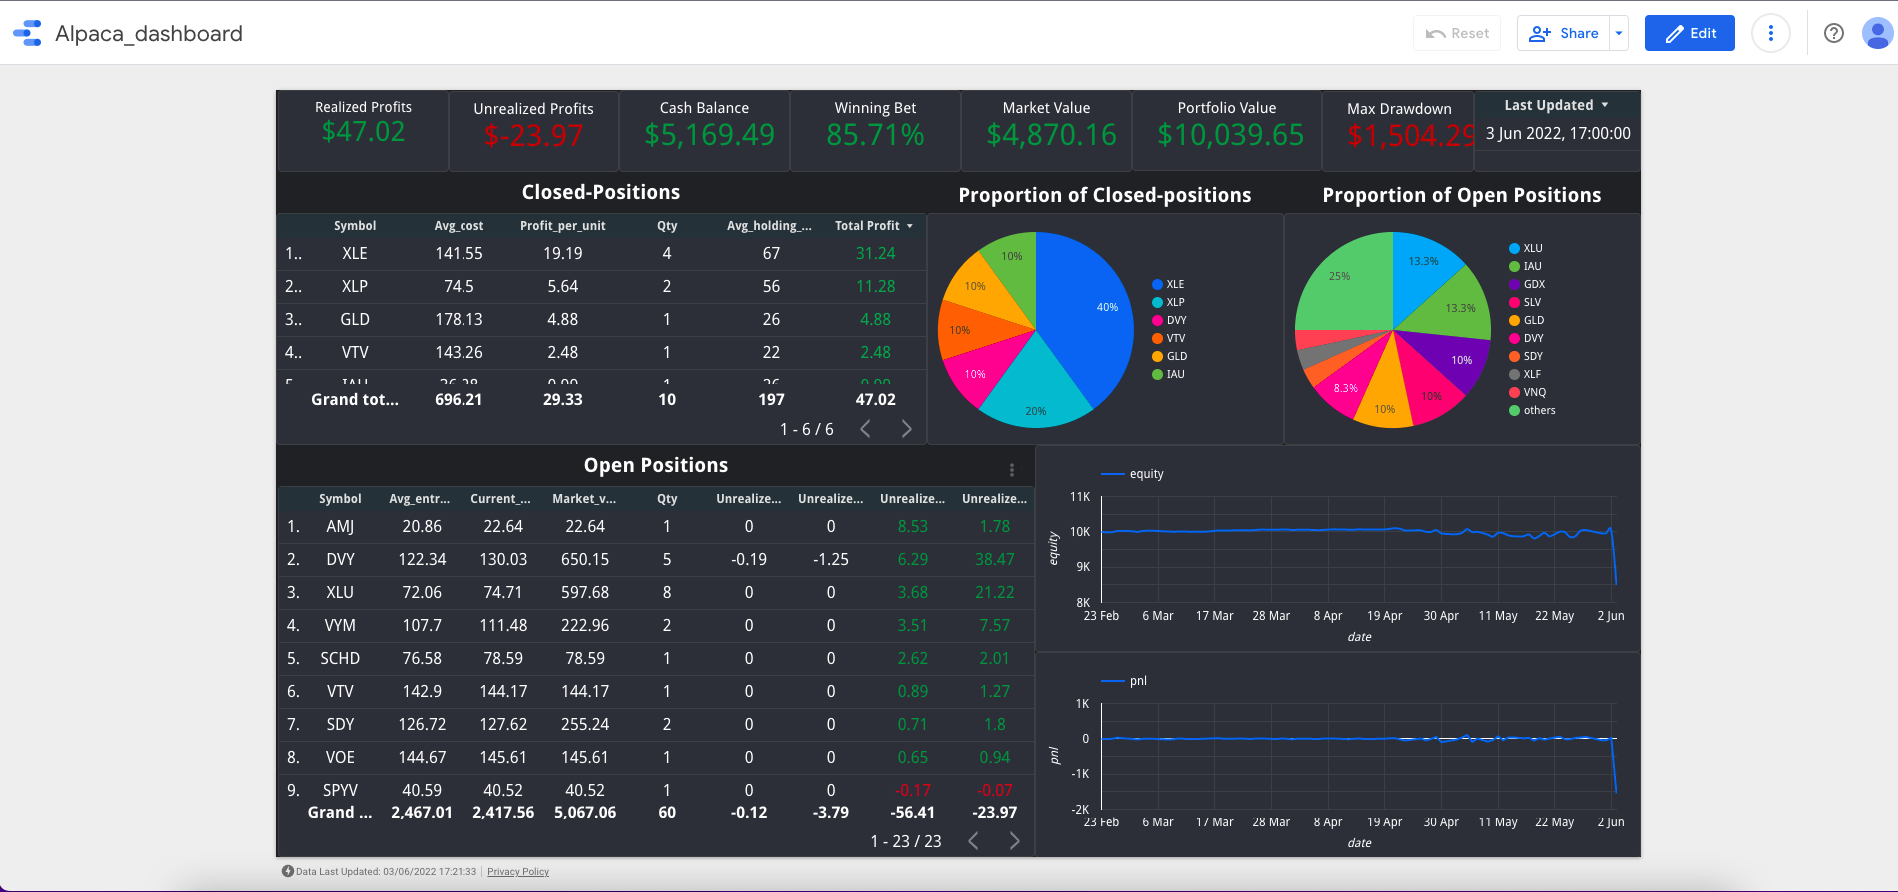 Alpaca_dashboard
Reset
Share
Edit
Realized Profits
$47.02
Unrealized Profits
$-23.97
Cash Balance
$5,169.49
Winning Bet
85.71%
Market Value
$4,870.16
Portfolio Value
$10,039.65
Max Drawdown
$1,504.29
Last Updated
3 Jun 2022, 17:00:00
Closed-Positions
Symbol Avg_cost Profit_per_unit Qty Avg_holding_... Total Profit
1.. XLE 141.55 19.19 4 67 31.24
2.. XLP 74.5 5.64 2 56 11.28
3.. GLD 178.13 4.88 1 26 4.88
4.. VTV 143.26 2.48 1 22 2.48
Grand tot... 696.21 29.33 10 197 47.02
1 - 6 / 6
Proportion of Closed-positions
40%
20%
10%
10%
10%
10%
XLE
XLP
DVY
VTV
GLD
IAU
Proportion of Open Positions
13.3%
13.3%
10%
10%
10%
8.3%
25%
XLU
IAU
GDX
SLV
GLD
DVY
SDY
XLF
VNQ
others
Open Positions
Symbol Avg_entr... Current_... Market_v... Qty Unrealize... Unrealize... Unrealize... Unrealize...
1. AMJ 20.86 22.64 22.64 1 0 0 8.53 1.78
2. DVY 122.34 130.03 650.15 5 -0.19 -1.25 6.29 38.47
3. XLU 72.06 74.71 597.68 8 0 0 3.68 21.22
4. VYM 107.7 111.48 222.96 2 0 0 3.51 7.57
5. SCHD 76.58 78.59 78.59 1 0 0 2.62 2.01
6. VTV 142.9 144.17 144.17 1 0 0 0.89 1.27
7. SDY 126.72 127.62 255.24 2 0 0 0.71 1.8
8. VOE 144.67 145.61 145.61 1 0 0 0.65 0.94
9. SPYV 40.59 40.52 40.52 1 0 0 -0.17 -0.07
Grand ... 2,467.01 2,417.56 5,067.06 60 -0.12 -3.79 -56.41 -23.97
1 - 23 / 23
equity
11K
10K
9K
8K
equity
23 Feb 6 Mar 17 Mar 28 Mar 8 Apr 19 Apr 30 Apr 11 May 22 May 2 Jun
date
pnl
1K
0
-1K
-2K
pnl
23 Feb 6 Mar 17 Mar 28 Mar 8 Apr 19 Apr 30 Apr 11 May 22 May 2 Jun
date
Data Last Updated: 03/06/2022 17:21:33
Privacy Policy